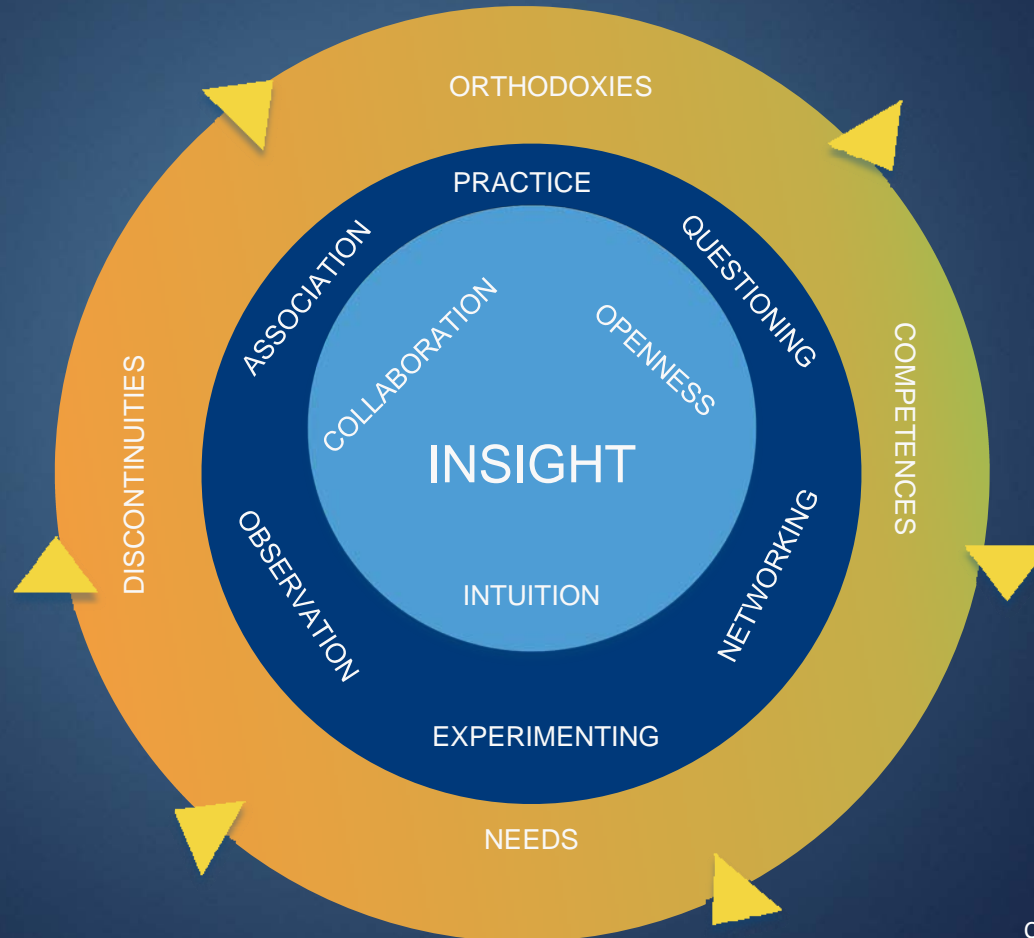 ORTHODOXIES
PRACTICE
ASSOCIATION
QUESTIONING
COLLABORATION
OPENNESS
DISCONTINUITIES
COMPETENCES
INSIGHT
OBSERVATION
NETWORKING
INTUITION
EXPERIMENTING
NEEDS